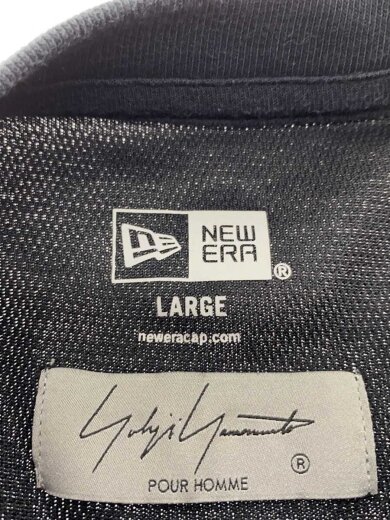 NEW
ERA
®
LARGE
neweracap.com
Yohji Yamamoto
®
POUR HOMME